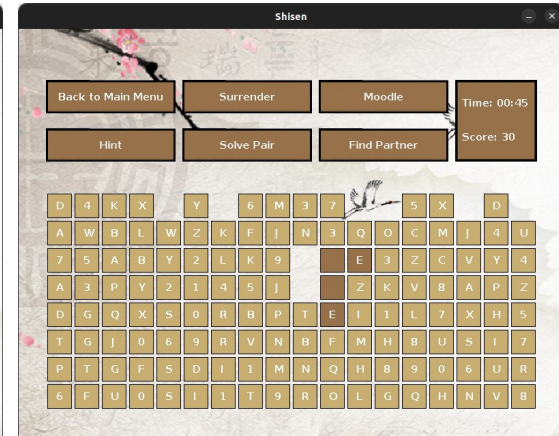 Shisen
Back to Main Menu Surrender Moodle Time: 00:45
Hint Solve Pair Find Partner Score: 30
D 4 K X Y 6 M 3 7 5 X D
A W B L W Z K F J N 3 Q O C M J 4 U
7 5 A B Y 2 L K 9 E 3 Z C V Y 4
A 3 P Y 2 1 4 5 J Z K V 8 A P Z
D G Q X S 0 R B P T E I 1 L 7 X H 5
T G J 0 6 9 R V N B F M H 8 U S I 7
P T G F S D I 1 M N Q H 8 9 0 6 U R
6 F U 0 S I 1 T 9 R O L G Q H N V 8